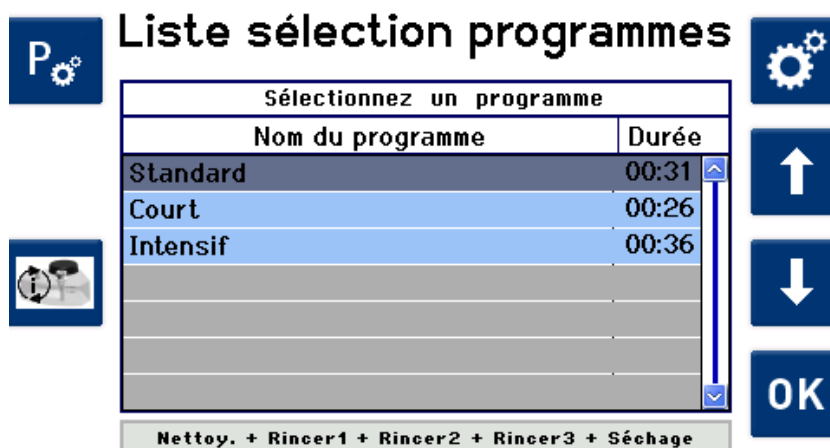 Liste sélection programmes
P
Sélectionnez un programme
Nom du programme Durée
Standard 00:31
Court 00:26
Intensif 00:36
i
OK
Nettoy. + Rincer1 + Rincer2 + Rincer3 + Séchage